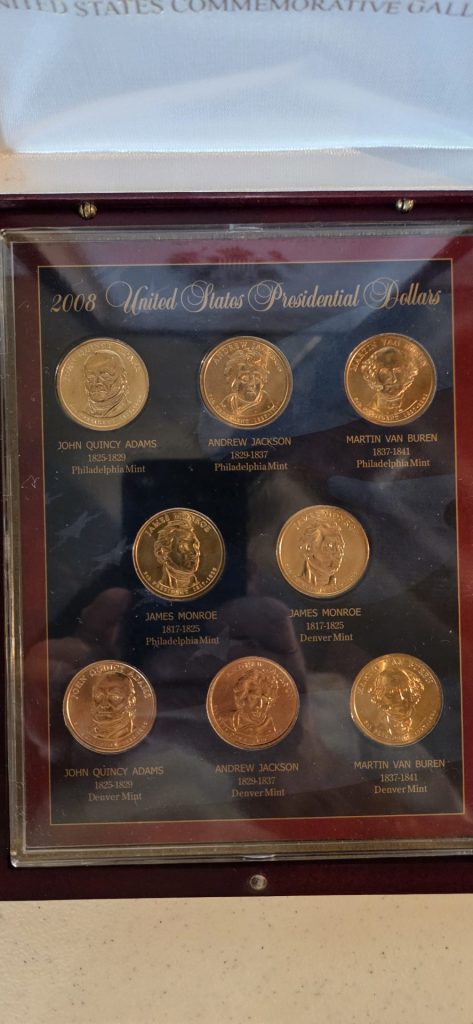 UNITED STATES COMMEMORATIVE GALL
2008 United States Presidential Dollars
JOHN QUINCY ADAMS
1825-1829
Philadelphia Mint
ANDREW JACKSON
1829-1837
Philadelphia Mint
MARTIN VAN BUREN
1837-1841
Philadelphia Mint
JAMES MONROE
JAMES MONROE
1817-1825
Philadelphia Mint
JAMES MONROE
1817-1825
Denver Mint
JOHN QUINCY ADAMS
1825-1829
Denver Mint
ANDREW JACKSON
1829-1837
Denver Mint
MARTIN VAN BUREN
1837-1841
Denver Mint